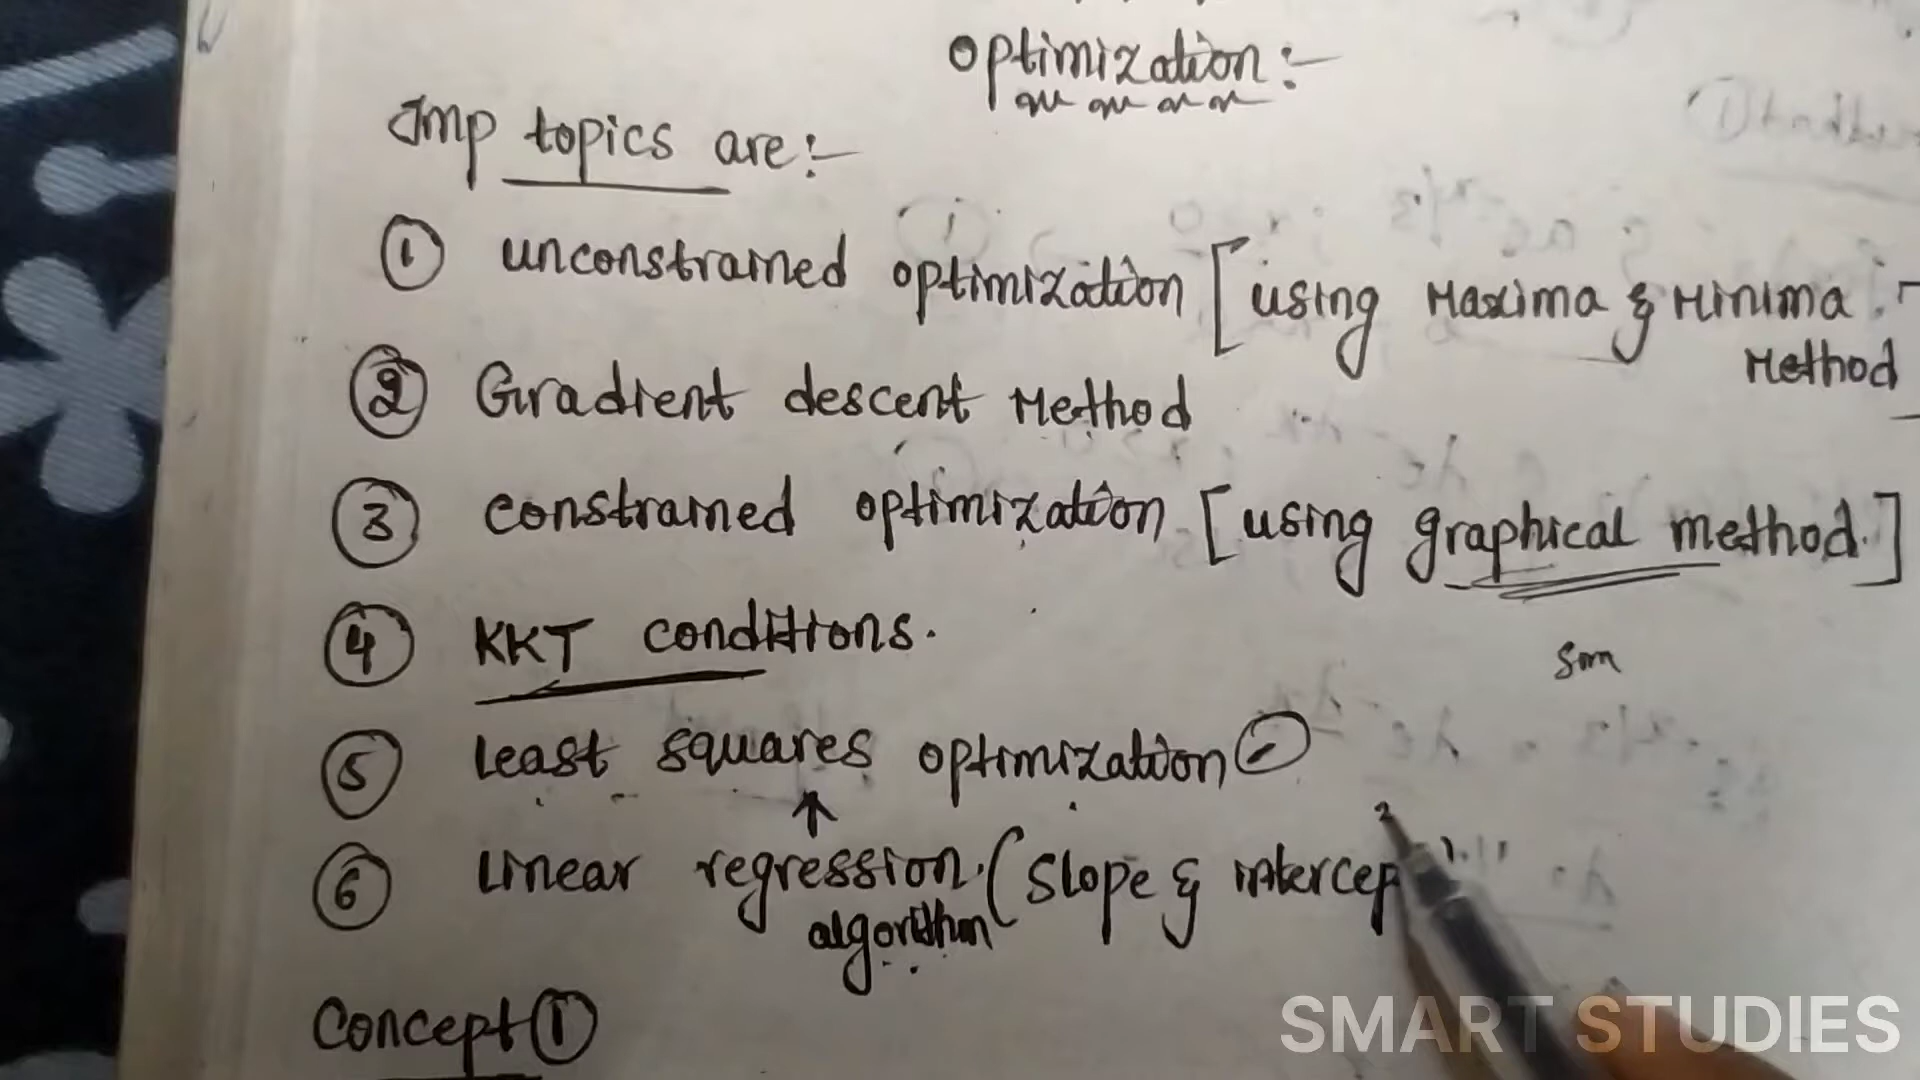 Optimization :-
Imp topics are :-
① unconstrained optimization [using Maxima & Minima Method]
② Gradient descent Method
③ constrained optimization [using graphical method.]
④ KKT conditions.
⑤ Least squares optimization
↑
⑥ Linear regression. (slope & intercep
algorithm
Concept ①
SMART STUDIES